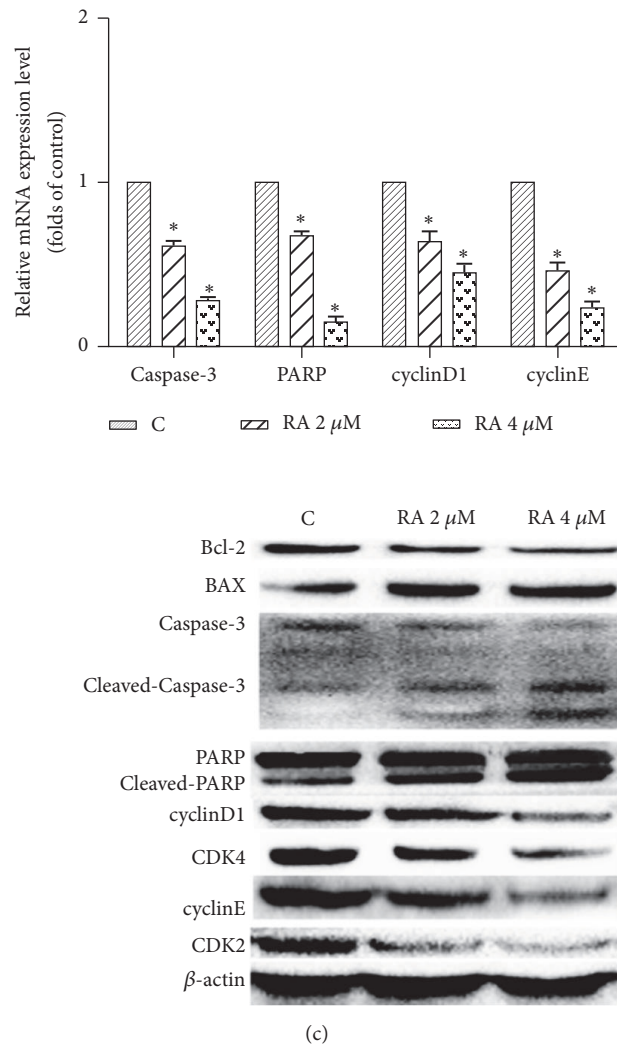 Relative mRNA expression level
(folds of control)
2
1
0
* * * * * * * *
Caspase-3 PARP cyclinD1 cyclinE
C RA 2 μM RA 4 μM
C RA 2 μM RA 4 μM
Bcl-2
BAX
Caspase-3
Cleaved-Caspase-3
PARP
Cleaved-PARP
cyclinD1
CDK4
cyclinE
CDK2
β-actin
(c)